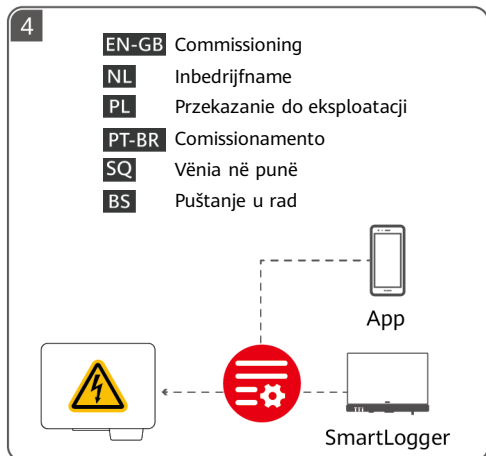 4
EN-GB Commissioning
NL Inbedrijfname
PL Przekazanie do eksploatacji
PT-BR Comissionamento
SQ Vënia në punë
BS Puštanje u rad
App
SmartLogger